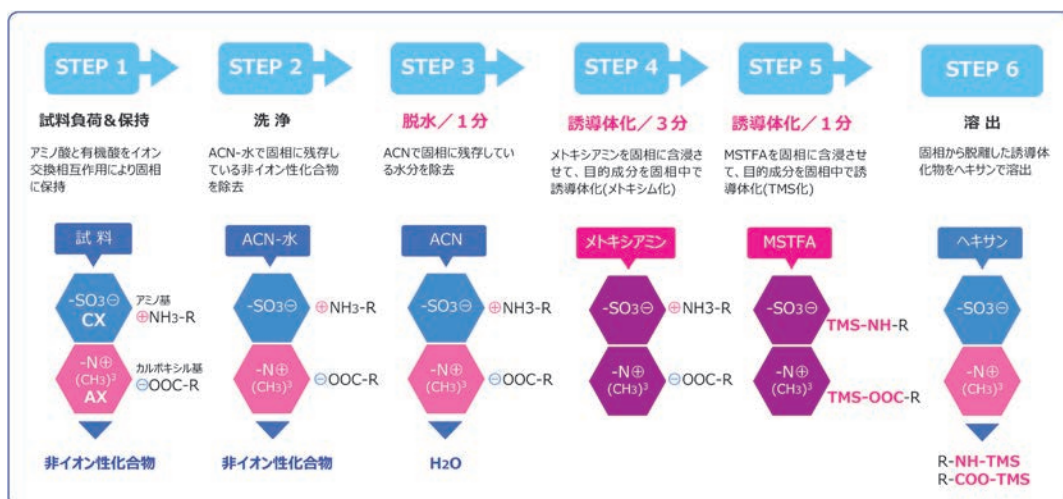 STEP 1
試料負荷&保持
アミノ酸と有機酸をイオン
交換相互作用により固相
に保持
試 料
-SO3⊖
CX
アミノ基
⊕NH3-R
-N⊕
(CH3)³
AX
カルボキシル基
⊖OOC-R
非イオン性化合物
STEP 2
洗 浄
ACN-水で固相に残存し
ている非イオン性化合物
を除去
ACN-水
-SO3⊖
⊕NH3-R
-N⊕
(CH3)³
⊖OOC-R
非イオン性化合物
STEP 3
脱水/1分
ACNで固相に残存してい
る水分を除去
ACN
-SO3⊖
⊕NH3-R
-N⊕
(CH3)³
⊖OOC-R
H2O
STEP 4
誘導体化/3分
メトキシアミンを固相に含浸さ
せて、目的成分を固相中で
誘導体化(メトキシム化)
メトキシアミン
-SO3⊖
⊕NH3-R
-N⊕
(CH3)³
⊖OOC-R
STEP 5
誘導体化/1分
MSTFAを固相に含浸させ
て、目的成分を固相中で誘
導体化(TMS化)
MSTFA
-SO3⊖
TMS-NH-R
-N⊕
(CH3)³
TMS-OOC-R
STEP 6
溶 出
固相から脱離した誘導体
化物をヘキサンで溶出
ヘキサン
-SO3⊖
-N⊕
(CH3)³
R-NH-TMS
R-COO-TMS